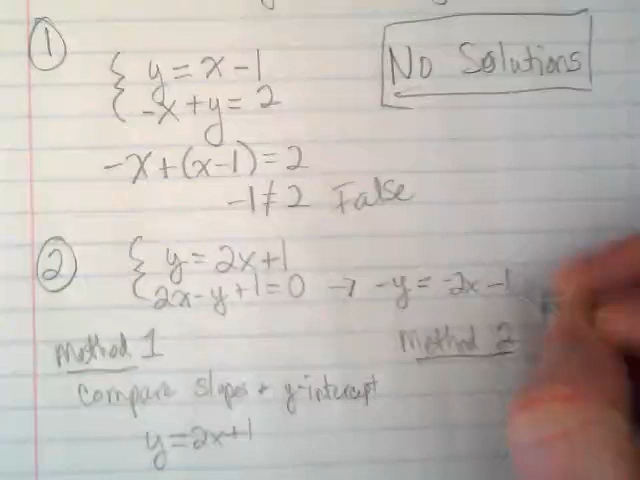 ① { y = x - 1
No Solutions
{ -x + y = 2
-x + (x-1) = 2
-1 ≠ 2 False
② { y = 2x+1
{ 2x - y + 1 = 0 → -y = -2x - 1
Method 1 Method 2
Compare slopes + y-intercept
y = 2x+1